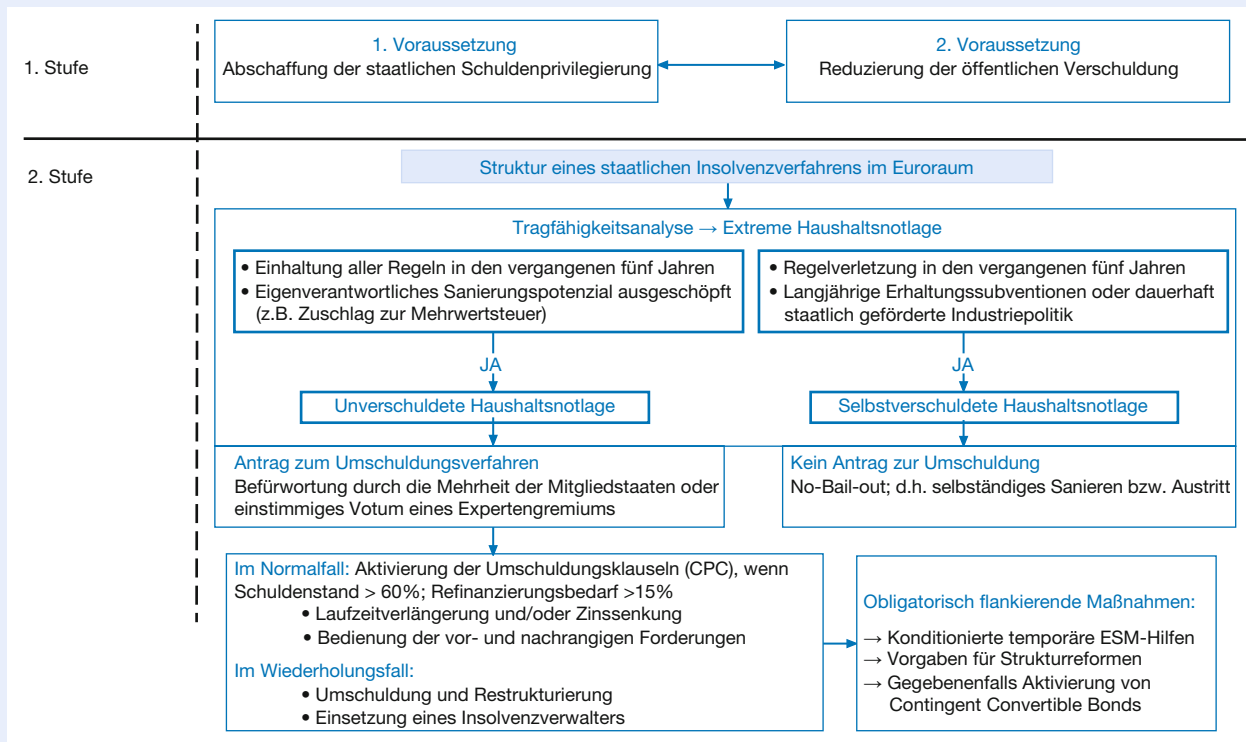 1. Stufe
1. Voraussetzung
Abschaffung der staatlichen Schuldenprivilegierung
2. Voraussetzung
Reduzierung der öffentlichen Verschuldung
2. Stufe
Struktur eines staatlichen Insolvenzverfahrens im Euroraum
Tragfähigkeitsanalyse → Extreme Haushaltsnotlage
• Einhaltung aller Regeln in den vergangenen fünf Jahren
• Eigenverantwortliches Sanierungspotenzial ausgeschöpft
(z.B. Zuschlag zur Mehrwertsteuer)
• Regelverletzung in den vergangenen fünf Jahren
• Langjährige Erhaltungssubventionen oder dauerhaft
staatlich geförderte Industriepolitik
JA
JA
Unverschuldete Haushaltsnotlage
Selbstverschuldete Haushaltsnotlage
Antrag zum Umschuldungsverfahren
Befürwortung durch die Mehrheit der Mitgliedstaaten oder
einstimmiges Votum eines Expertengremiums
Kein Antrag zur Umschuldung
No-Bail-out; d.h. selbständiges Sanieren bzw. Austritt
Im Normalfall: Aktivierung der Umschuldungsklauseln (CPC), wenn
Schuldenstand > 60%; Refinanzierungsbedarf >15%
• Laufzeitverlängerung und/oder Zinssenkung
• Bedienung der vor- und nachrangigen Forderungen
Im Wiederholungsfall:
• Umschuldung und Restrukturierung
• Einsetzung eines Insolvenzverwalters
Obligatorisch flankierende Maßnahmen:
→ Konditionierte temporäre ESM-Hilfen
→ Vorgaben für Strukturreformen
→ Gegebenenfalls Aktivierung von
Contingent Convertible Bonds